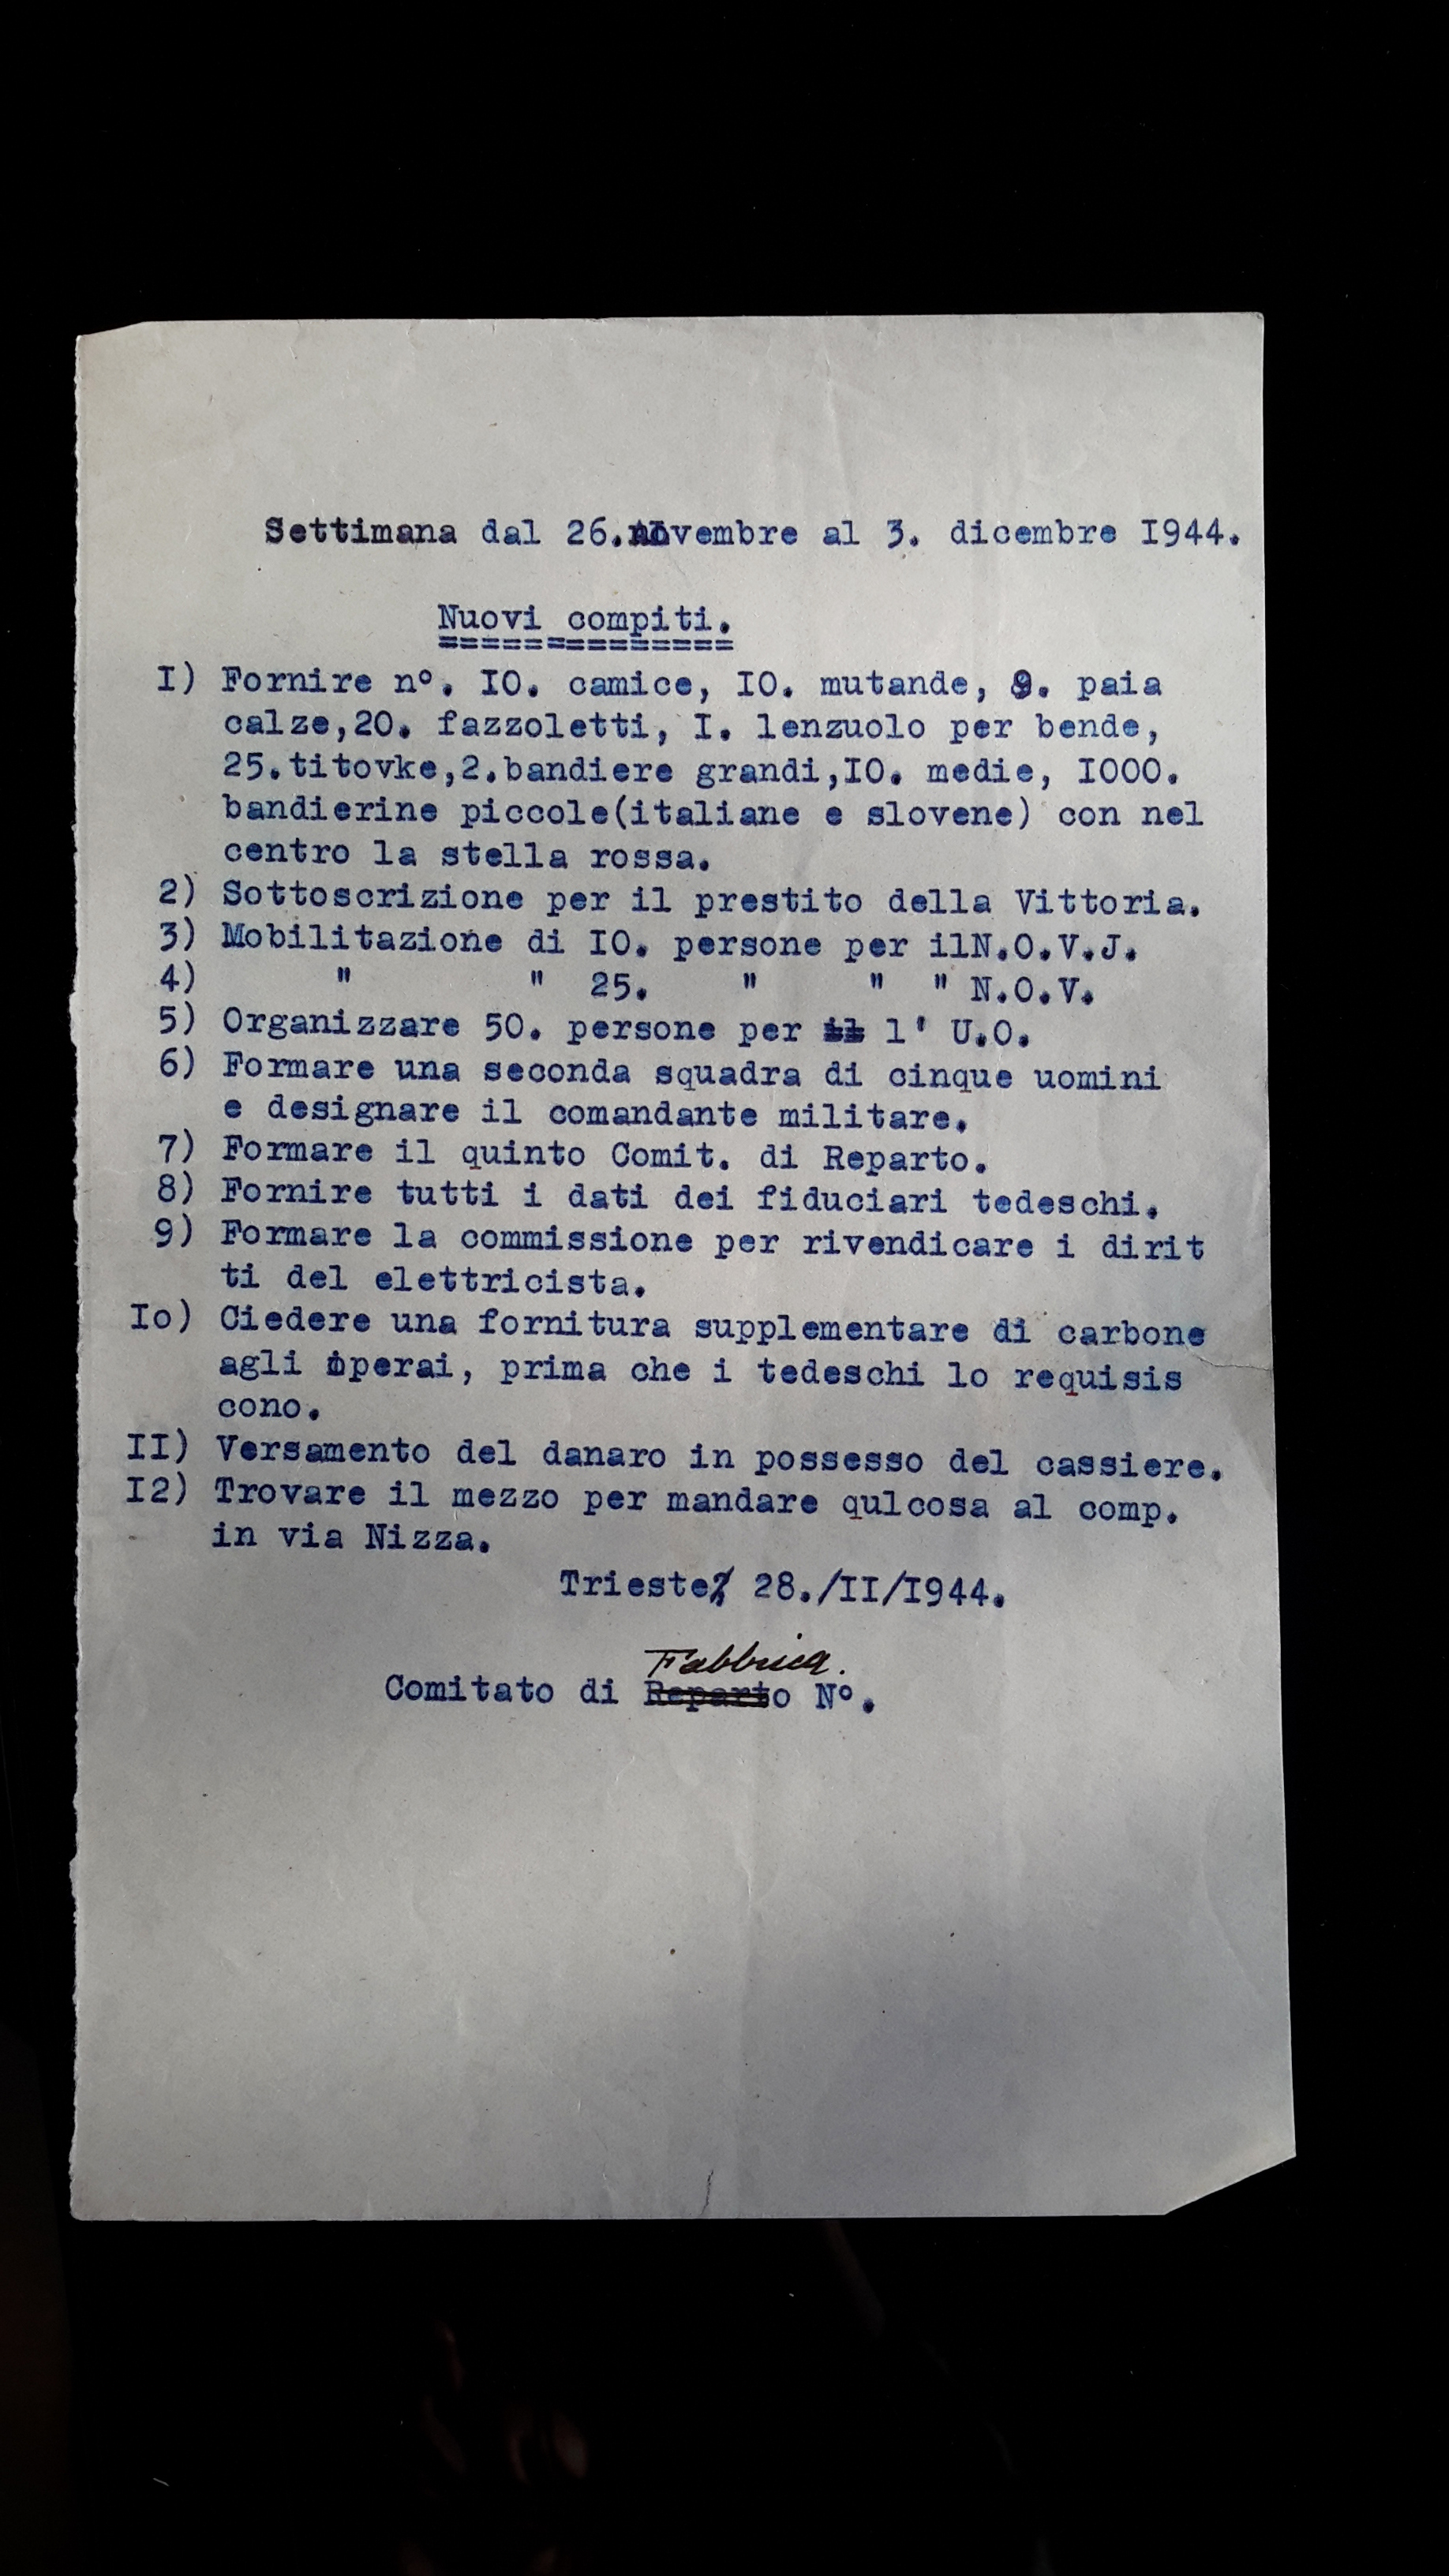 Settimana dal 26.novembre al 3. dicembre I944.
Nuovi compiti.
==============
I) Fornire nº. IO. camice, IO. mutande, 9. paia
calze,20. fazzoletti, I. lenzuolo per bende,
25.titovke,2.bandiere grandi,IO. medie, I000.
bandierine piccole(italiane e slovene) con nel
centro la stella rossa.
2) Sottoscrizione per il prestito della Vittoria.
3) Mobilitazione di IO. persone per ilN.O.V.J.
4) " " 25. " " " N.O.V.
5) Organizzare 50. persone per il l' U.O.
6) Formare una seconda squadra di cinque uomini
e designare il comandante militare.
7) Formare il quinto Comit. di Reparto.
8) Fornire tutti i dati dei fiduciari tedeschi.
9) Formare la commissione per rivendicare i dirit
ti del elettricista.
Io) Ciedere una fornitura supplementare di carbone
agli operai, prima che i tedeschi lo requisis
cono.
II) Versamento del danaro in possesso del cassiere.
I2) Trovare il mezzo per mandare qulcosa al comp.
in via Nizza.
Trieste, 28./II/I944.
Fabbrica.
Comitato di Reparto Nº.